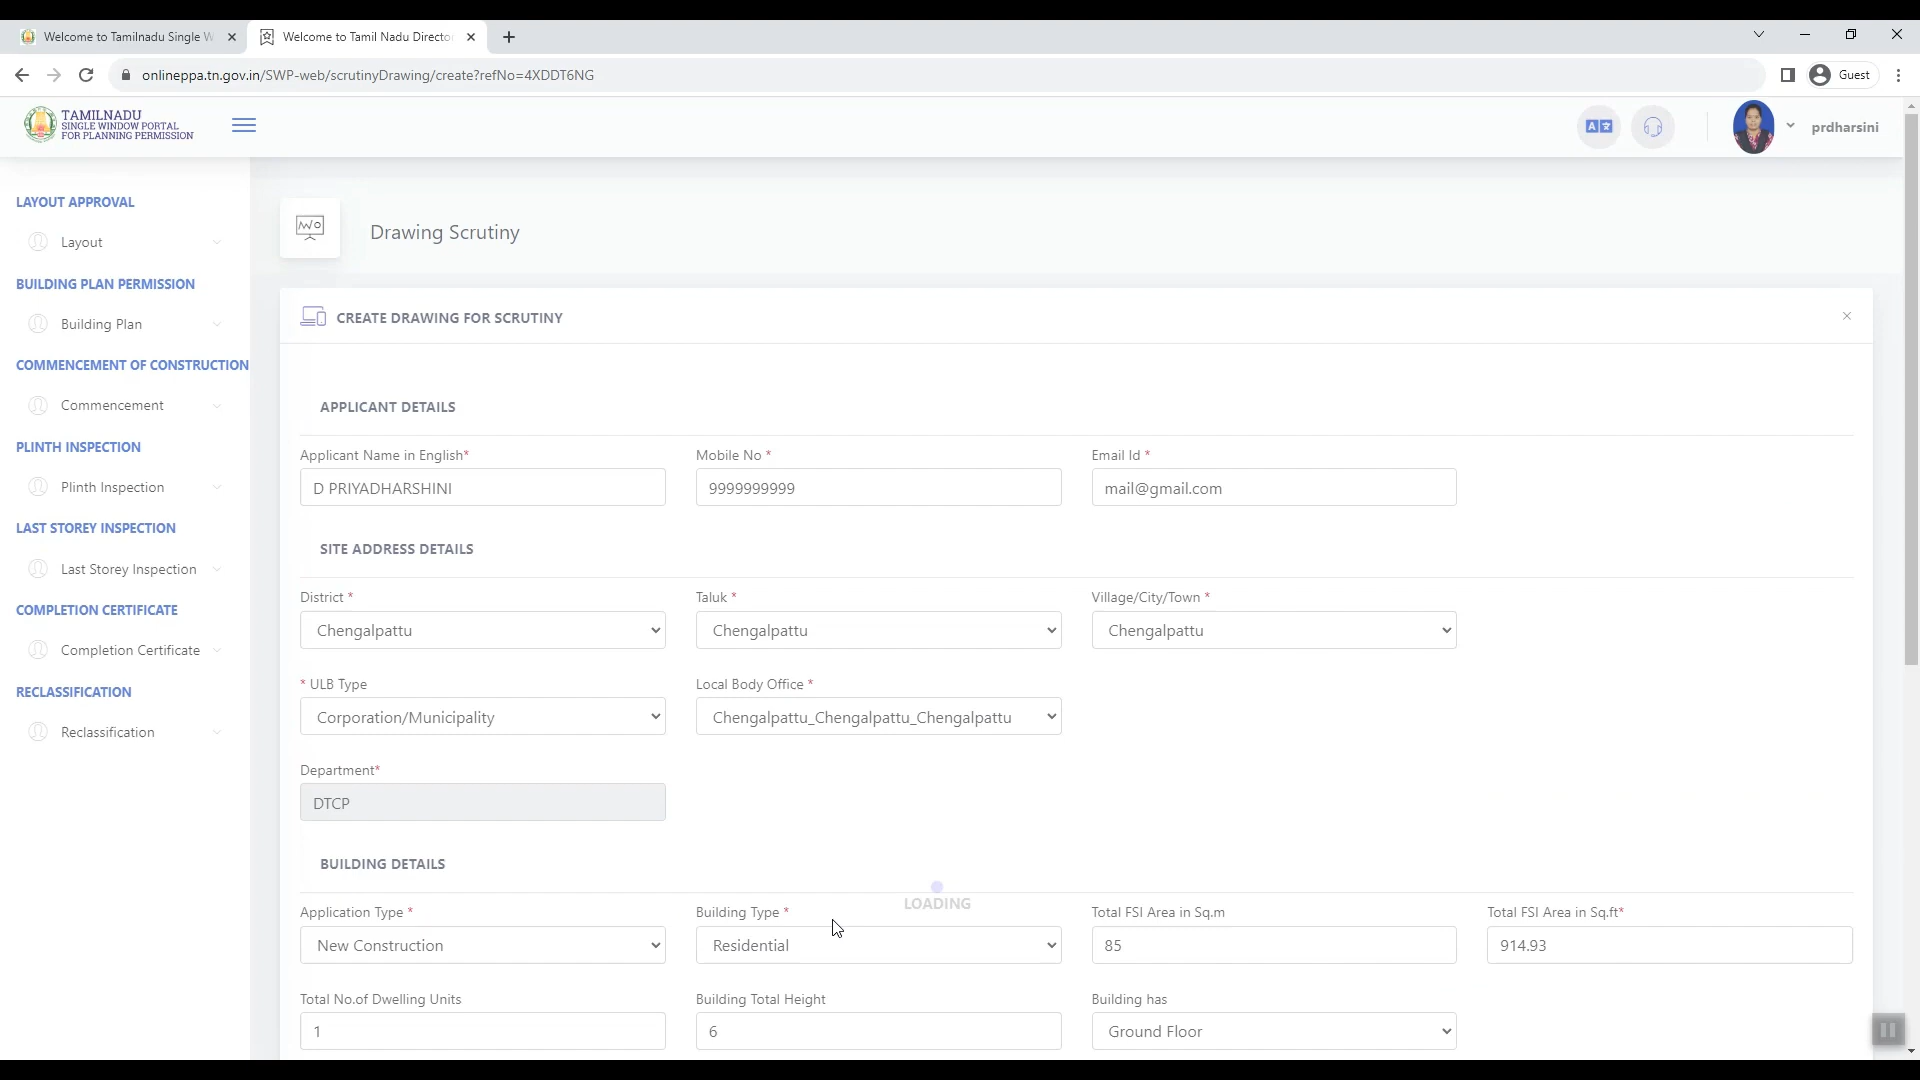 Welcome to Tamilnadu Single W
Welcome to Tamil Nadu Directo
onlineppa.tn.gov.in/SWP-web/scrutinyDrawing/create?refNo=4XDDT6NG
Guest
TAMILNADU
SINGLE WINDOW PORTAL
FOR PLANNING PERMISSION
prdharsini
LAYOUT APPROVAL
Layout
BUILDING PLAN PERMISSION
Building Plan
COMMENCEMENT OF CONSTRUCTION
Commencement
PLINTH INSPECTION
Plinth Inspection
LAST STOREY INSPECTION
Last Storey Inspection
COMPLETION CERTIFICATE
Completion Certificate
RECLASSIFICATION
Reclassification
Drawing Scrutiny
CREATE DRAWING FOR SCRUTINY
APPLICANT DETAILS
Applicant Name in English* Mobile No * Email Id *
D PRIYADHARSHINI 9999999999 mail@gmail.com
SITE ADDRESS DETAILS
District * Taluk * Village/City/Town *
Chengalpattu Chengalpattu Chengalpattu
* ULB Type Local Body Office *
Corporation/Municipality Chengalpattu_Chengalpattu_Chengalpattu
Department*
DTCP
BUILDING DETAILS
LOADING
Application Type * Building Type * Total FSI Area in Sq.m Total FSI Area in Sq.ft*
New Construction Residential 85 914.93
Total No.of Dwelling Units Building Total Height Building has
1 6 Ground Floor